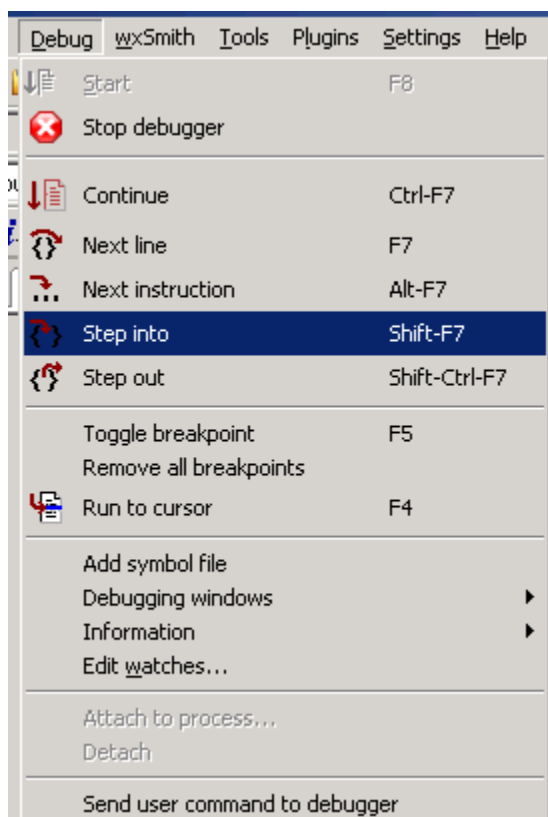 Debug wxSmith Tools Plugins Settings Help
Start F8
Stop debugger
Continue Ctrl-F7
Next line F7
Next instruction Alt-F7
Step into Shift-F7
Step out Shift-Ctrl-F7
Toggle breakpoint F5
Remove all breakpoints
Run to cursor F4
Add symbol file
Debugging windows
Information
Edit watches...
Attach to process...
Detach
Send user command to debugger